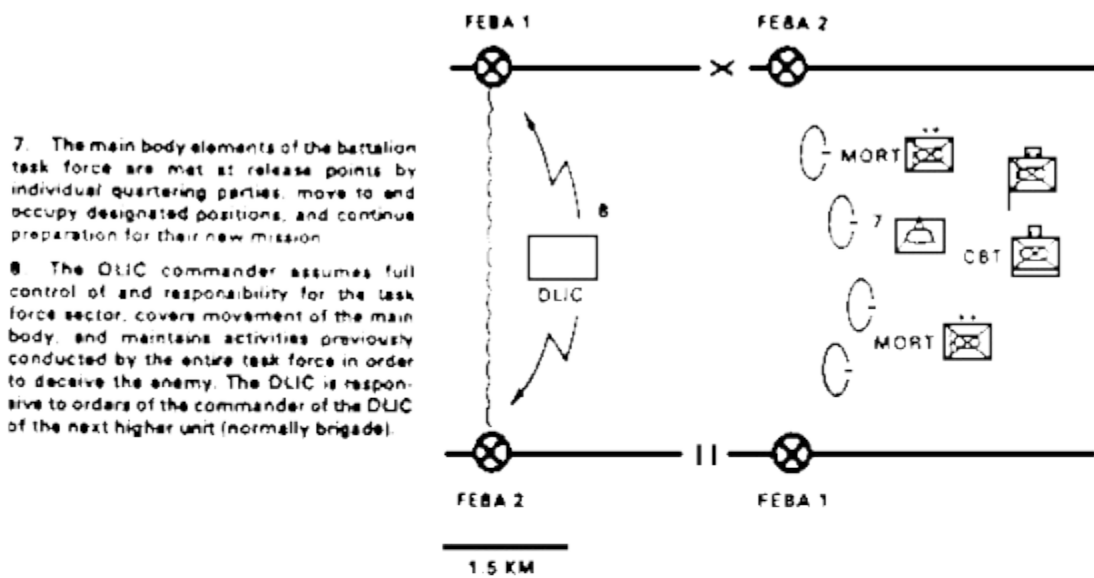 7. The main body elements of the battalion
task force are met at release points by
individual quartering parties, move to and
occupy designated positions, and continue
preparation for their new mission
8. The DLIC commander assumes full
control of and responsibility for the task
force sector, covers movement of the main
body, and maintains activities previously
conducted by the entire task force in order
to deceive the enemy. The DLIC is respon-
sive to orders of the commander of the DLIC
of the next higher unit (normally brigade).
FEBA 1
FEBA 2
MORT
8
7
CBT
DLIC
MORT
FEBA 2
FEBA 1
1.5 KM